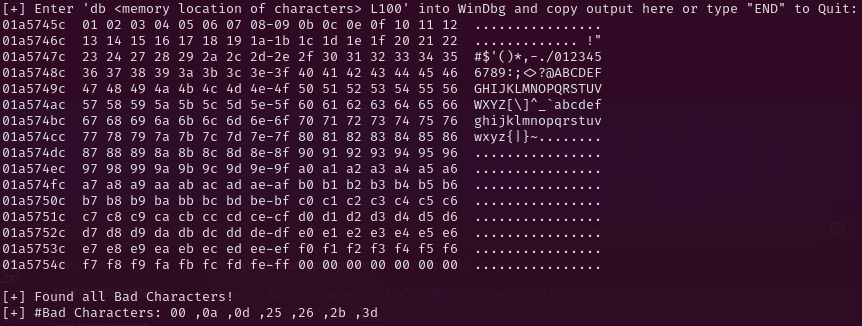 [+] Enter 'db <memory location of characters> L100' into WinDbg and copy output here or type "END" to Quit:
01a5745c  01 02 03 04 05 06 07 08-09 0b 0c 0e 0f 10 11 12  ................
01a5746c  13 14 15 16 17 18 19 1a-1b 1c 1d 1e 1f 20 21 22  ............. !"
01a5747c  23 24 27 28 29 2a 2c 2d-2e 2f 30 31 32 33 34 35  #$'()*,-./012345
01a5748c  36 37 38 39 3a 3b 3c 3e-3f 40 41 42 43 44 45 46  6789:;<>?@ABCDEF
01a5749c  47 48 49 4a 4b 4c 4d 4e-4f 50 51 52 53 54 55 56  GHIJKLMNOPQRSTUV
01a574ac  57 58 59 5a 5b 5c 5d 5e-5f 60 61 62 63 64 65 66  WXYZ[\]^_`abcdef
01a574bc  67 68 69 6a 6b 6c 6d 6e-6f 70 71 72 73 74 75 76  ghijklmnopqrstuv
01a574cc  77 78 79 7a 7b 7c 7d 7e-7f 80 81 82 83 84 85 86  wxyz{|}~........
01a574dc  87 88 89 8a 8b 8c 8d 8e-8f 90 91 92 93 94 95 96  ................
01a574ec  97 98 99 9a 9b 9c 9d 9e-9f a0 a1 a2 a3 a4 a5 a6  ................
01a574fc  a7 a8 a9 aa ab ac ad ae-af b0 b1 b2 b3 b4 b5 b6  ................
01a5750c  b7 b8 b9 ba bb bc bd be-bf c0 c1 c2 c3 c4 c5 c6  ................
01a5751c  c7 c8 c9 ca cb cc cd ce-cf d0 d1 d2 d3 d4 d5 d6  ................
01a5752c  d7 d8 d9 da db dc dd de-df e0 e1 e2 e3 e4 e5 e6  ................
01a5753c  e7 e8 e9 ea eb ec ed ee-ef f0 f1 f2 f3 f4 f5 f6  ................
01a5754c  f7 f8 f9 fa fb fc fd fe-ff 00 00 00 00 00 00 00  ................
[+] Found all Bad Characters!
[+] #Bad Characters: 00 ,0a ,0d ,25 ,26 ,2b ,3d